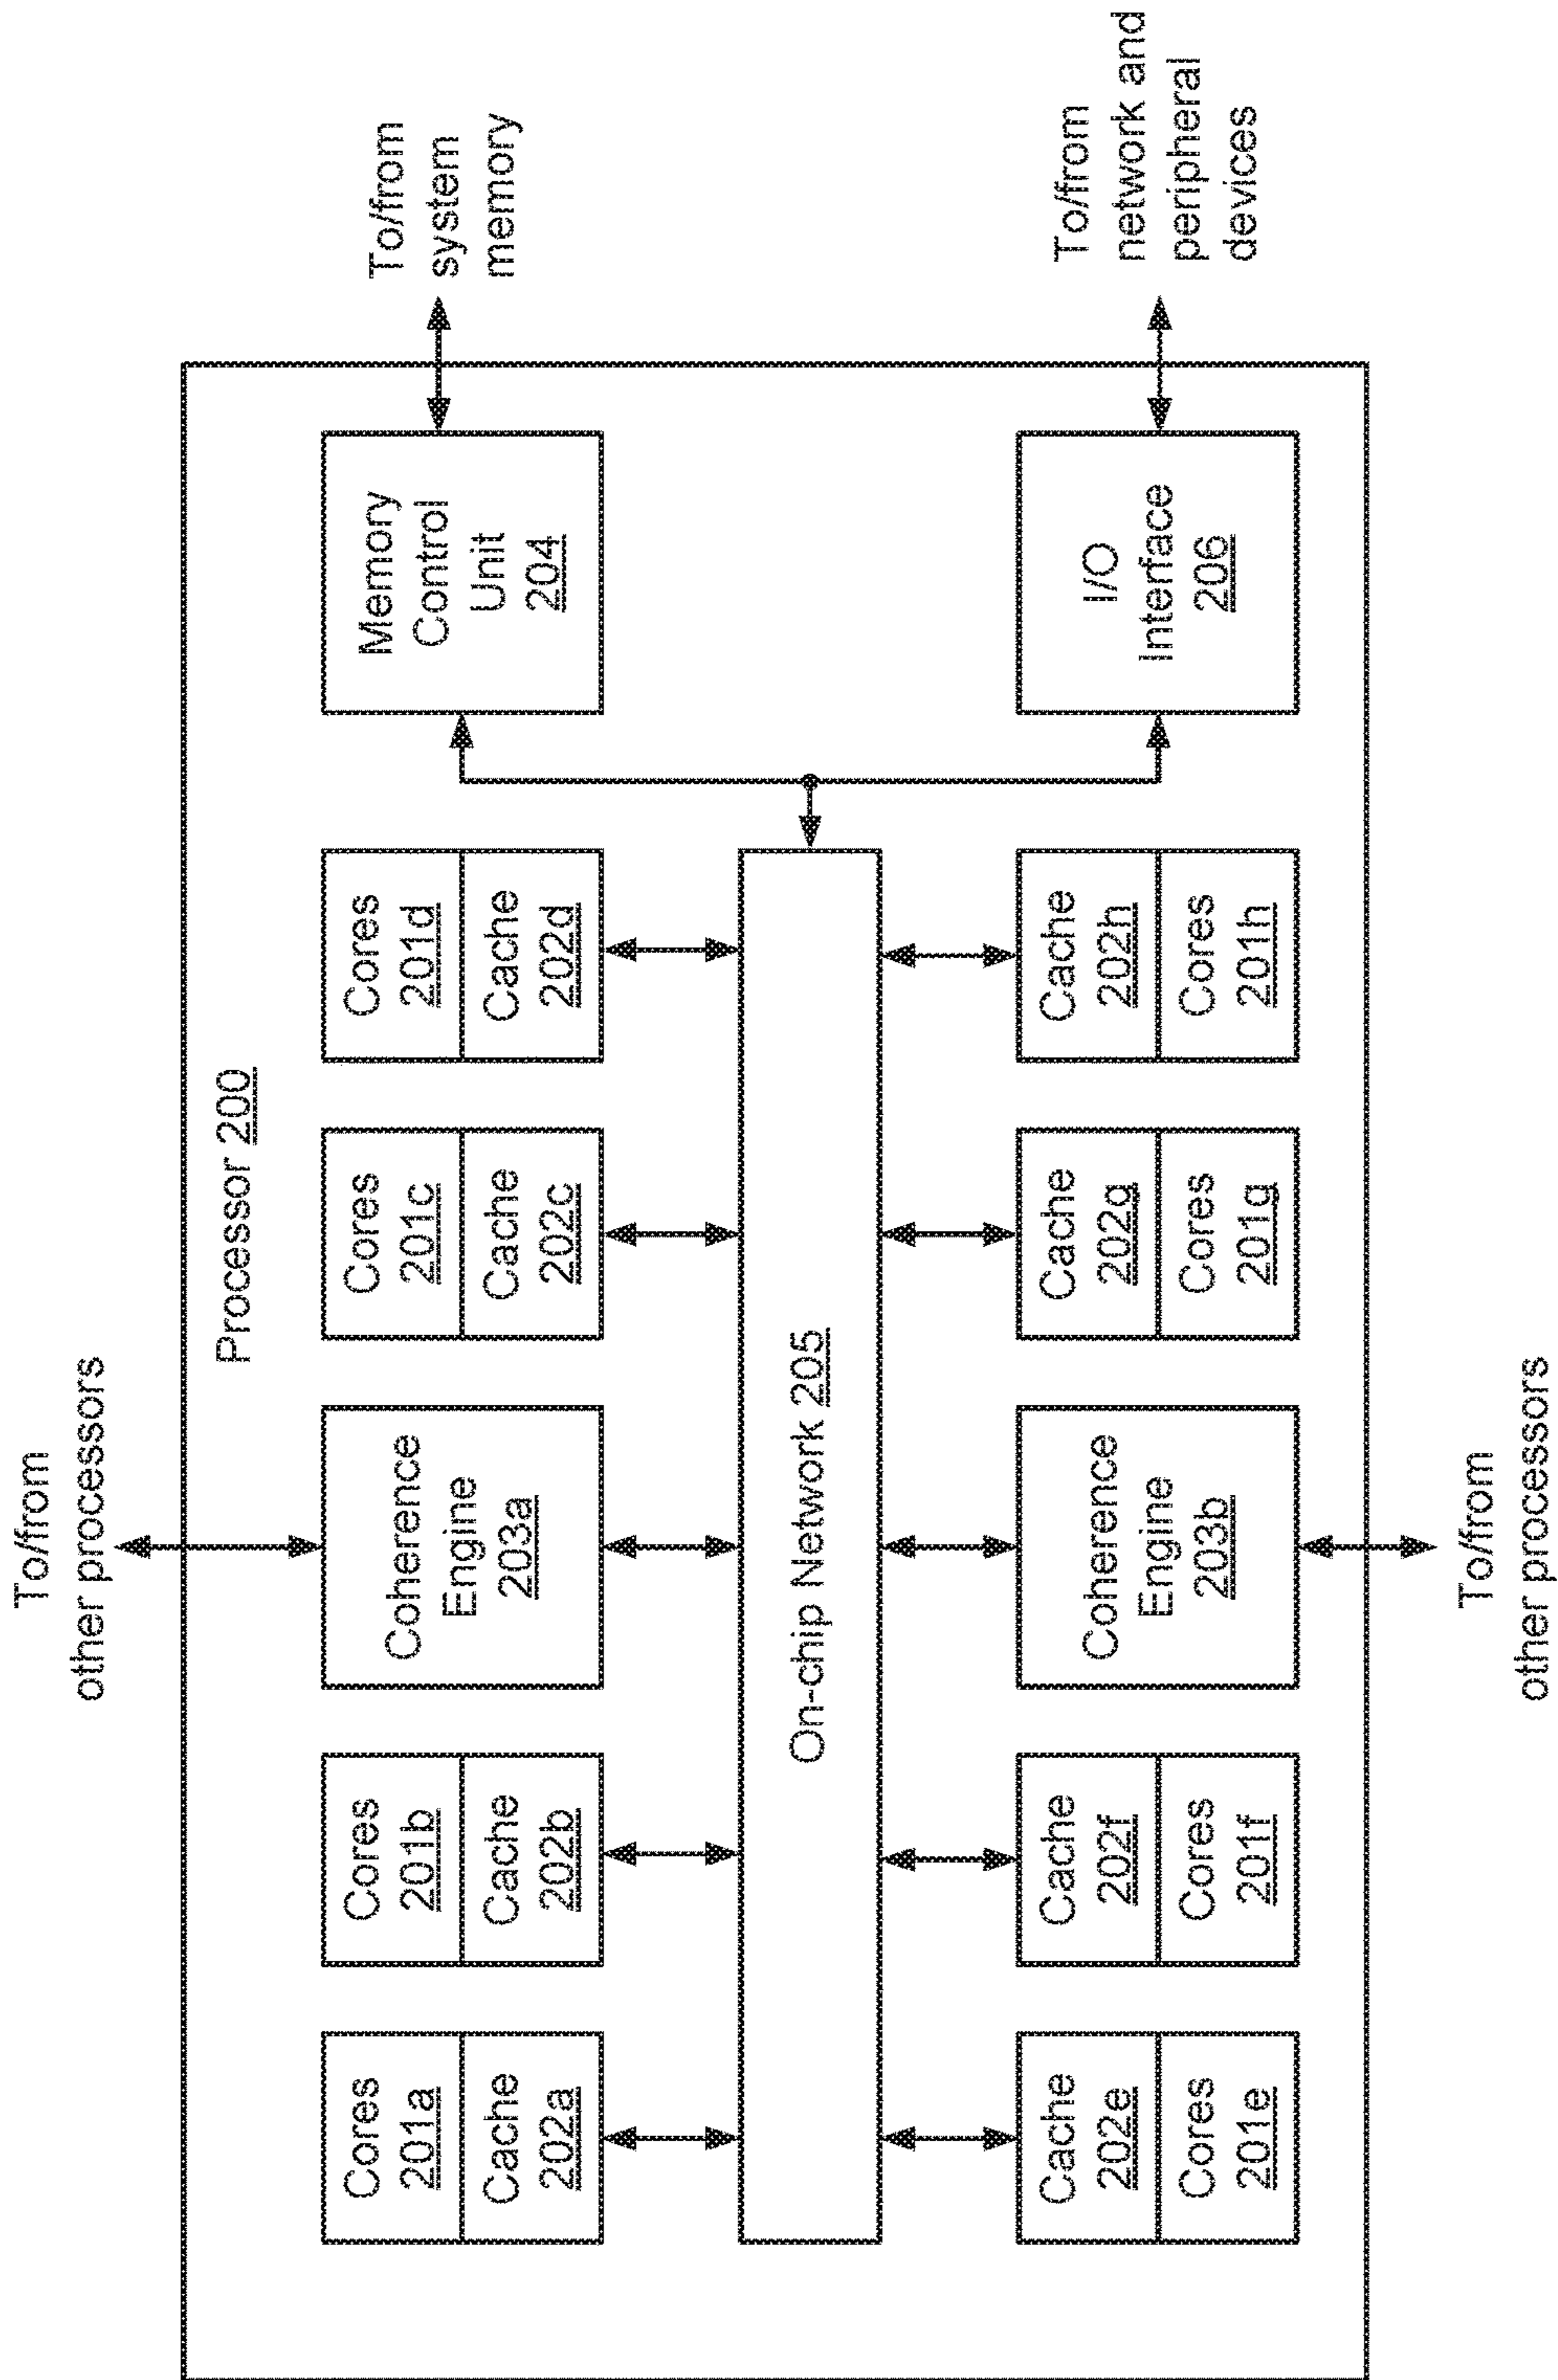 To/from
other processors
Processor 200
Cores
201a
Cache
202a
Cores
201b
Cache
202b
Coherence
Engine
203a
Cores
201c
Cache
202c
Cores
201d
Cache
202d
Memory
Control
Unit
204
To/from
system
memory
On-chip Network 205
Cache
202e
Cores
201e
Cache
202f
Cores
201f
Coherence
Engine
203b
Cache
202g
Cores
201g
Cache
202h
Cores
201h
I/O
Interface
206
To/from
network and
peripheral
devices
To/from
other processors